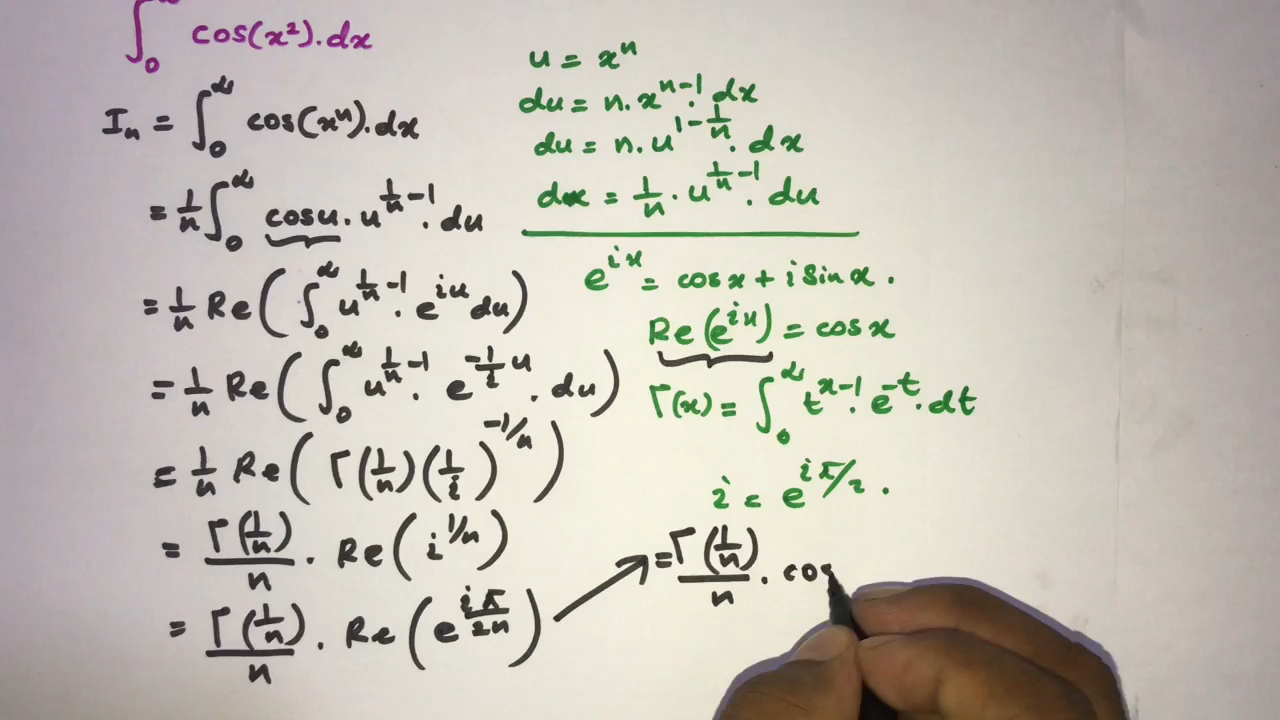 ∫₀^∞ cos(x²).dx
Iₙ = ∫₀^∞ cos(xⁿ).dx
= 1/n ∫₀^∞ cosu . u^(1/n-1) . du
= 1/n Re( ∫₀^∞ u^(1/n-1) . e^(iu) du )
= 1/n Re( ∫₀^∞ u^(1/n-1) . e^(-1/i u) . du )
= 1/n Re( Γ(1/n) (1/i)^(-1/n) )
= Γ(1/n)/n . Re( i^(1/n) )
= Γ(1/n)/n . Re( e^(iπ/2n) )
u = xⁿ
du = n. x^(n-1) . dx
du = n. u^(1-1/n) . dx
dx = 1/n . u^(1/n-1) . du
e^(ix) = cosx + i Sinx .
Re(e^(ix)) = cosx
Γ(x) = ∫₀^∞ t^(x-1) . e^(-t) . dt
i = e^(iπ/2) .
= Γ(1/n)/n . cos